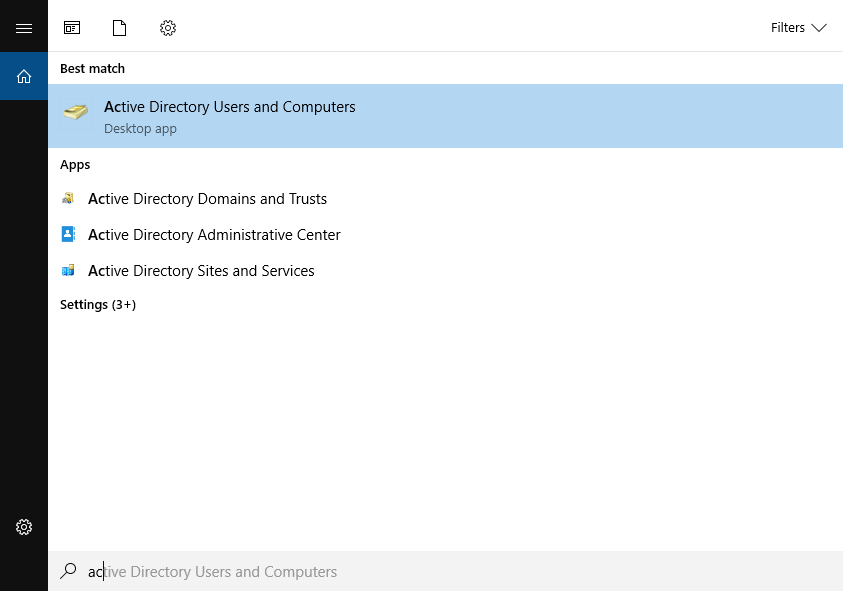 Filters
Best match
Active Directory Users and Computers
Desktop app
Apps
Active Directory Domains and Trusts
Active Directory Administrative Center
Active Directory Sites and Services
Settings (3+)
active Directory Users and Computers